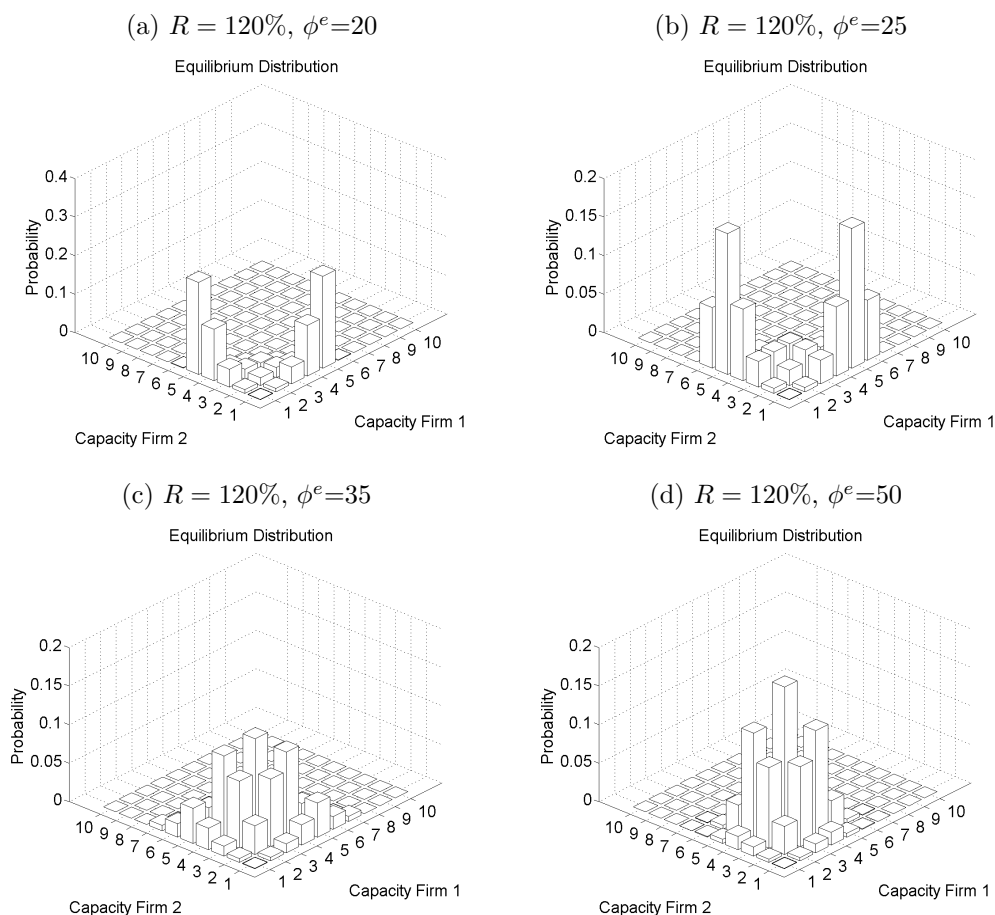 (a) R = 120%, ϕᵉ=20
Equilibrium Distribution
0.4
0.3
0.2
0.1
0
Probability
10 9 8 7 6 5 4 3 2 1
1 2 3 4 5 6 7 8 9 10
Capacity Firm 2
Capacity Firm 1
(b) R = 120%, ϕᵉ=25
Equilibrium Distribution
0.2
0.15
0.1
0.05
0
Probability
10 9 8 7 6 5 4 3 2 1
1 2 3 4 5 6 7 8 9 10
Capacity Firm 2
Capacity Firm 1
(c) R = 120%, ϕᵉ=35
Equilibrium Distribution
0.2
0.15
0.1
0.05
0
Probability
10 9 8 7 6 5 4 3 2 1
1 2 3 4 5 6 7 8 9 10
Capacity Firm 2
Capacity Firm 1
(d) R = 120%, ϕᵉ=50
Equilibrium Distribution
0.2
0.15
0.1
0.05
0
Probability
10 9 8 7 6 5 4 3 2 1
1 2 3 4 5 6 7 8 9 10
Capacity Firm 2
Capacity Firm 1